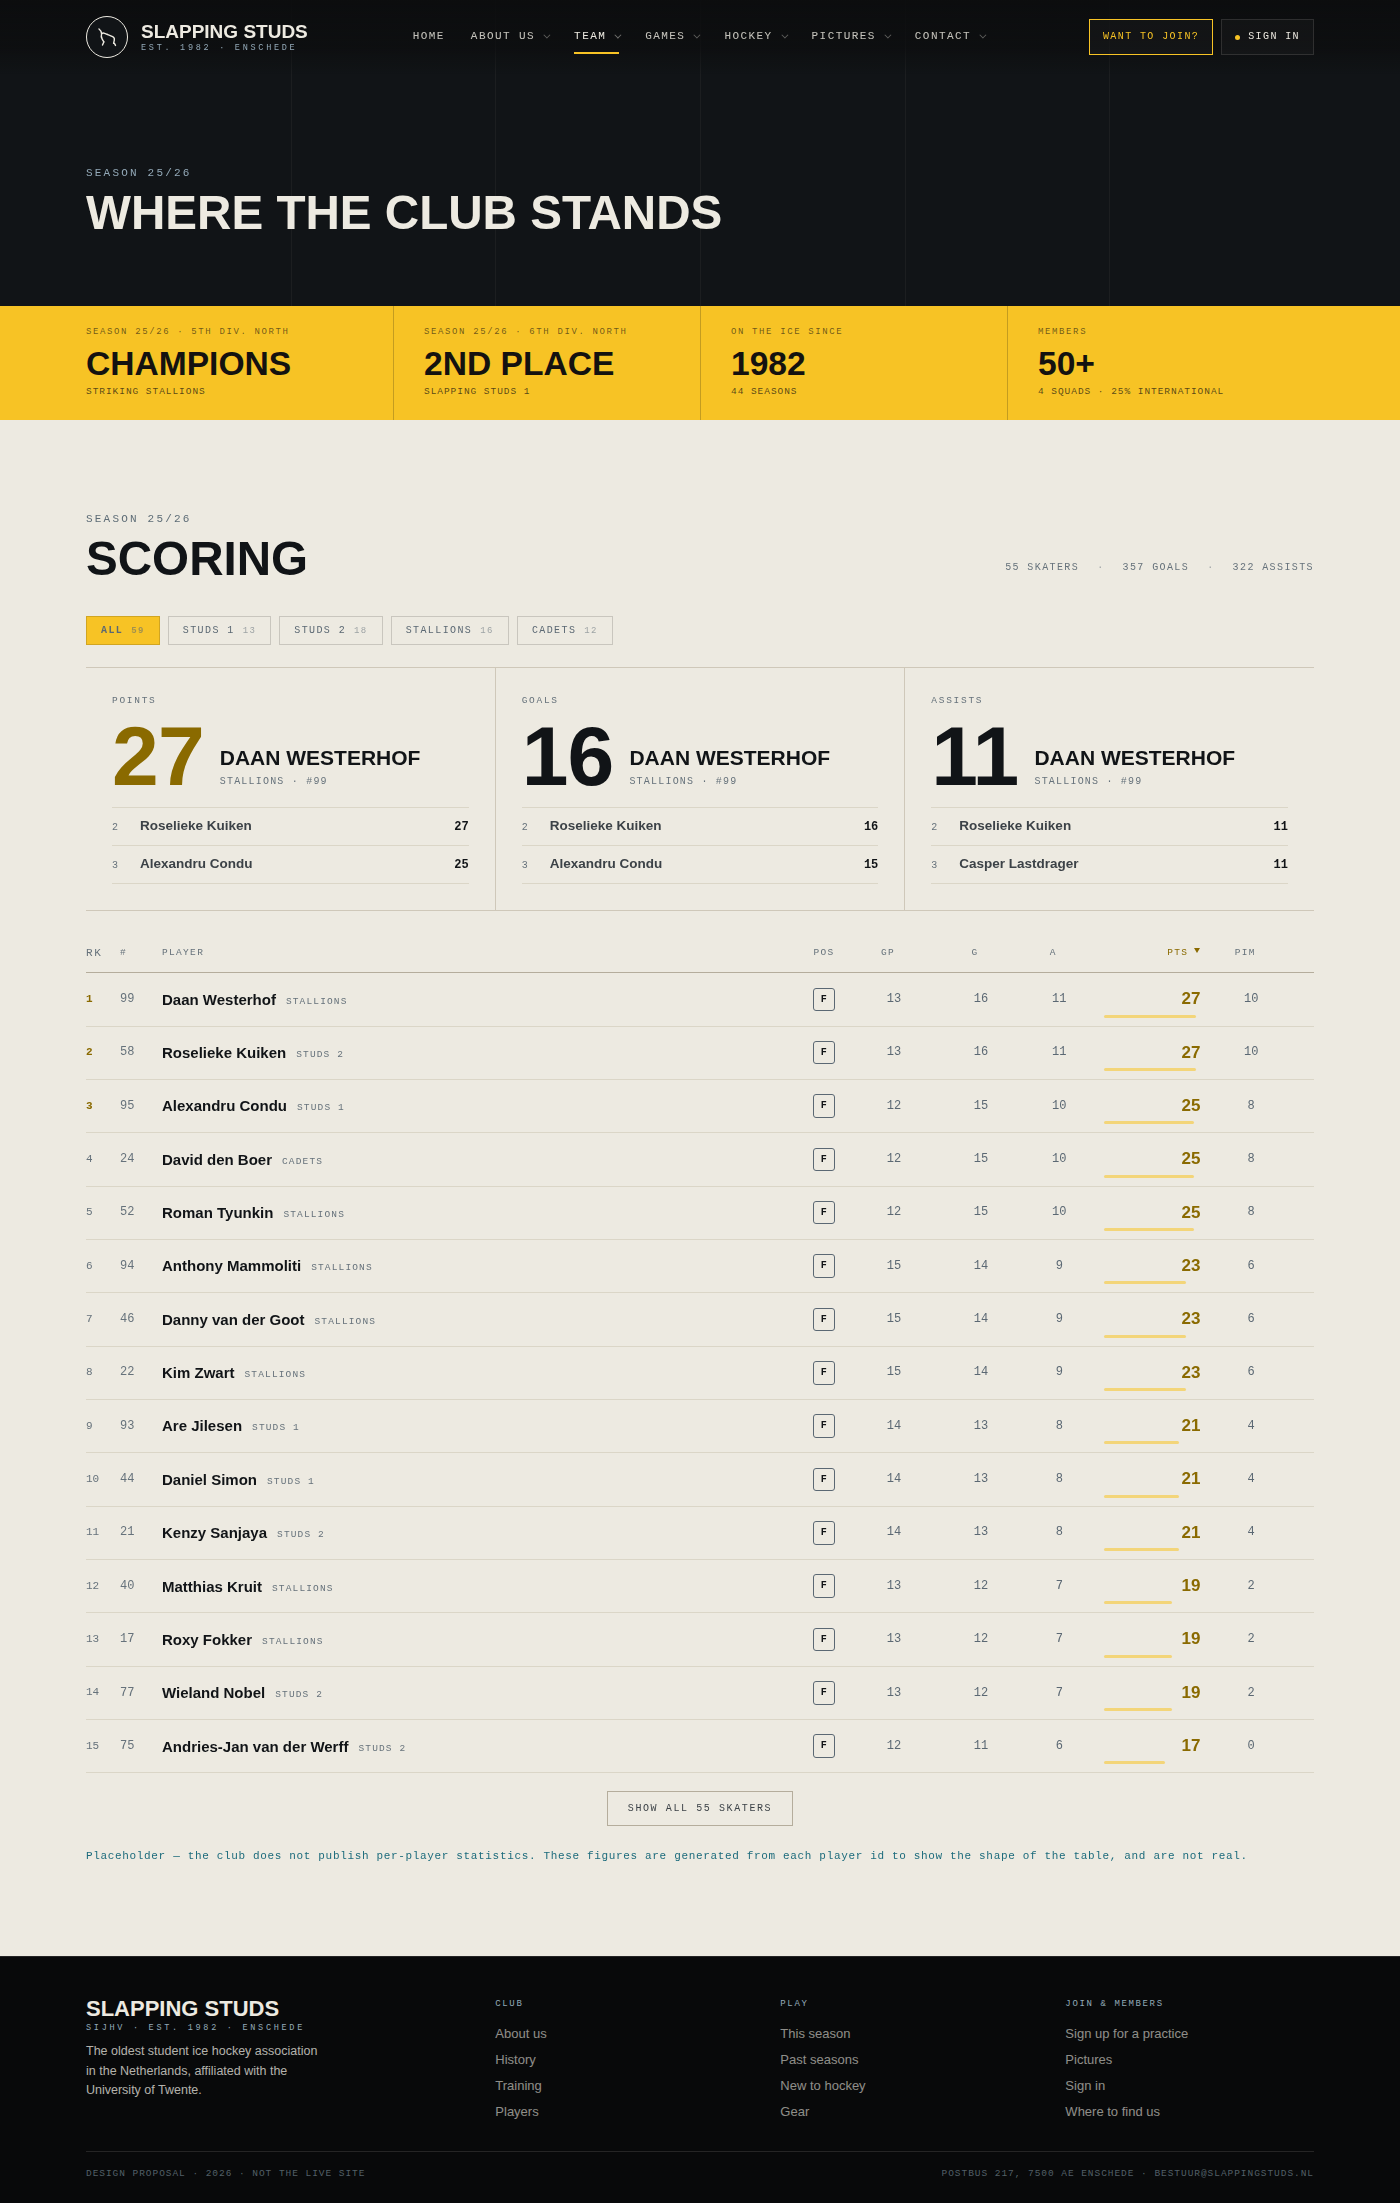 SLAPPING STUDS
EST. 1982 · ENSCHEDE
HOME ABOUT US TEAM GAMES HOCKEY PICTURES CONTACT
WANT TO JOIN? SIGN IN
SEASON 25/26
WHERE THE CLUB STANDS
SEASON 25/26 · 5TH DIV. NORTH
CHAMPIONS
STRIKING STALLIONS
SEASON 25/26 · 6TH DIV. NORTH
2ND PLACE
SLAPPING STUDS 1
ON THE ICE SINCE
1982
44 SEASONS
MEMBERS
50+
4 SQUADS · 25% INTERNATIONAL
SEASON 25/26
SCORING
55 SKATERS · 357 GOALS · 322 ASSISTS
ALL 59 STUDS 1 13 STUDS 2 18 STALLIONS 16 CADETS 12
POINTS
27 DAAN WESTERHOF
STALLIONS · #99
2 Roselieke Kuiken 27
3 Alexandru Condu 25
GOALS
16 DAAN WESTERHOF
STALLIONS · #99
2 Roselieke Kuiken 16
3 Alexandru Condu 15
ASSISTS
11 DAAN WESTERHOF
STALLIONS · #99
2 Roselieke Kuiken 11
3 Casper Lastdrager 11
RK # PLAYER POS GP G A PTS ▼ PIM
1 99 Daan Westerhof STALLIONS F 13 16 11 27 10
2 58 Roselieke Kuiken STUDS 2 F 13 16 11 27 10
3 95 Alexandru Condu STUDS 1 F 12 15 10 25 8
4 24 David den Boer CADETS F 12 15 10 25 8
5 52 Roman Tyunkin STALLIONS F 12 15 10 25 8
6 94 Anthony Mammoliti STALLIONS F 15 14 9 23 6
7 46 Danny van der Goot STALLIONS F 15 14 9 23 6
8 22 Kim Zwart STALLIONS F 15 14 9 23 6
9 93 Are Jilesen STUDS 1 F 14 13 8 21 4
10 44 Daniel Simon STUDS 1 F 14 13 8 21 4
11 21 Kenzy Sanjaya STUDS 2 F 14 13 8 21 4
12 40 Matthias Kruit STALLIONS F 13 12 7 19 2
13 17 Roxy Fokker STALLIONS F 13 12 7 19 2
14 77 Wieland Nobel STUDS 2 F 13 12 7 19 2
15 75 Andries-Jan van der Werff STUDS 2 F 12 11 6 17 0
SHOW ALL 55 SKATERS
Placeholder — the club does not publish per-player statistics. These figures are generated from each player id to show the shape of the table, and are not real.
SLAPPING STUDS
SIJHV · EST. 1982 · ENSCHEDE
The oldest student ice hockey association
in the Netherlands, affiliated with the
University of Twente.
CLUB
About us
History
Training
Players
PLAY
This season
Past seasons
New to hockey
Gear
JOIN & MEMBERS
Sign up for a practice
Pictures
Sign in
Where to find us
DESIGN PROPOSAL · 2026 · NOT THE LIVE SITE
POSTBUS 217, 7500 AE ENSCHEDE · BESTUUR@SLAPPINGSTUDS.NL